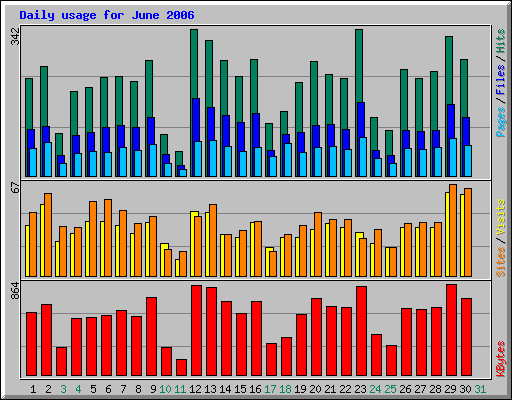 Daily usage for June 2006
342
Pages / Files / Hits
67
Sites / Visits
864
KBytes
1 2 3 4 5 6 7 8 9 10 11 12 13 14 15 16 17 18 19 20 21 22 23 24 25 26 27 28 29 30 31